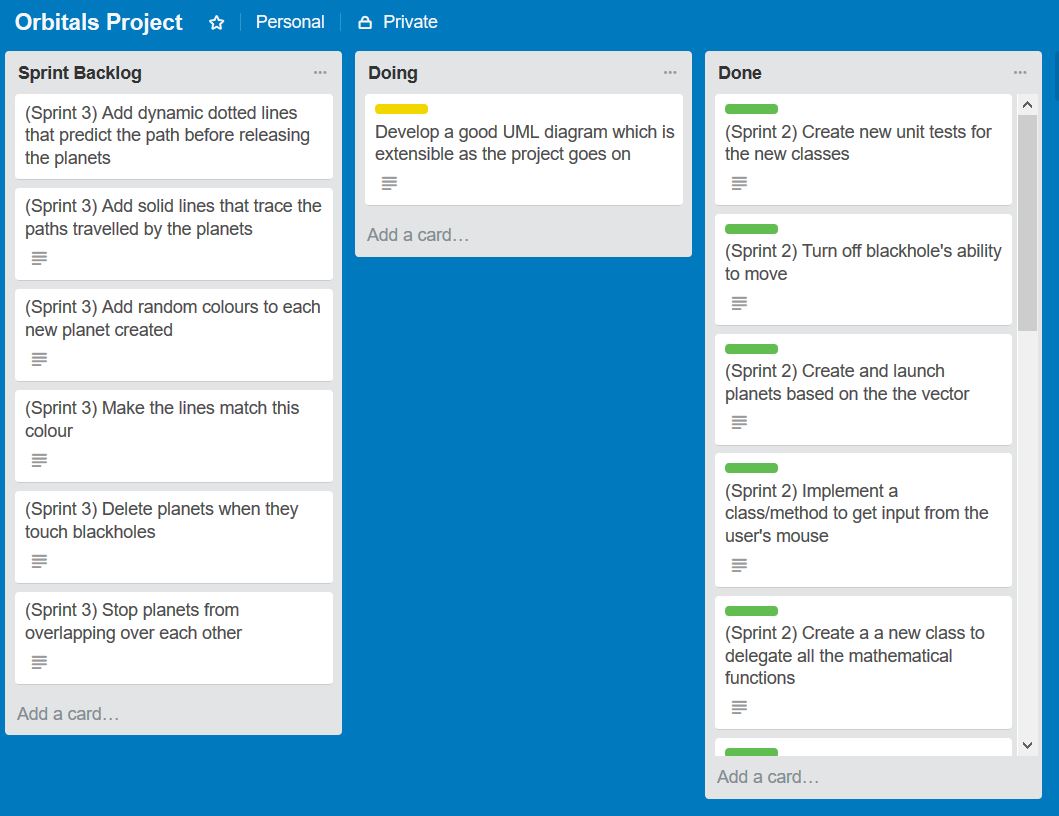 Orbitals Project
Personal
Private
Sprint Backlog
(Sprint 3) Add dynamic dotted lines
that predict the path before releasing
the planets
(Sprint 3) Add solid lines that trace the
paths travelled by the planets
(Sprint 3) Add random colours to each
new planet created
(Sprint 3) Make the lines match this
colour
(Sprint 3) Delete planets when they
touch blackholes
(Sprint 3) Stop planets from
overlapping over each other
Add a card…
Doing
Develop a good UML diagram which is
extensible as the project goes on
Add a card…
Done
(Sprint 2) Create new unit tests for
the new classes
(Sprint 2) Turn off blackhole's ability
to move
(Sprint 2) Create and launch
planets based on the the vector
(Sprint 2) Implement a
class/method to get input from the
user's mouse
(Sprint 2) Create a a new class to
delegate all the mathematical
functions
Add a card…